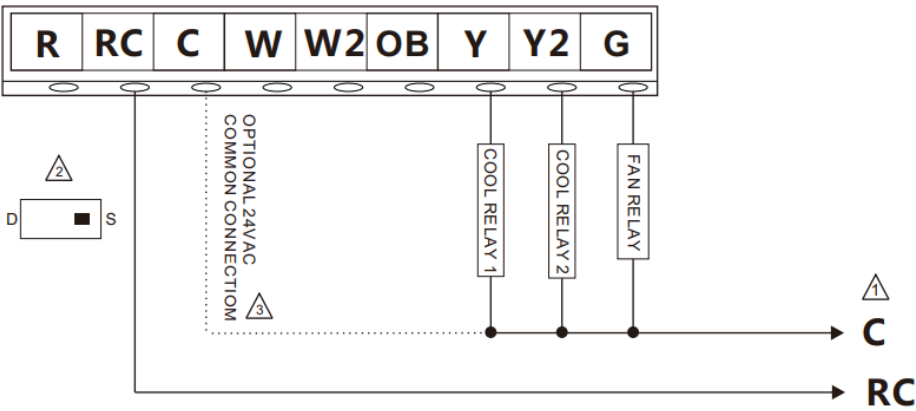 R RC C W W2 OB Y Y2 G
OPTIONAL 24VAC
COMMON CONNECTIOM
COOL RELAY 1
COOL RELAY 2
FAN RELAY
2
D S
3
1
C
RC